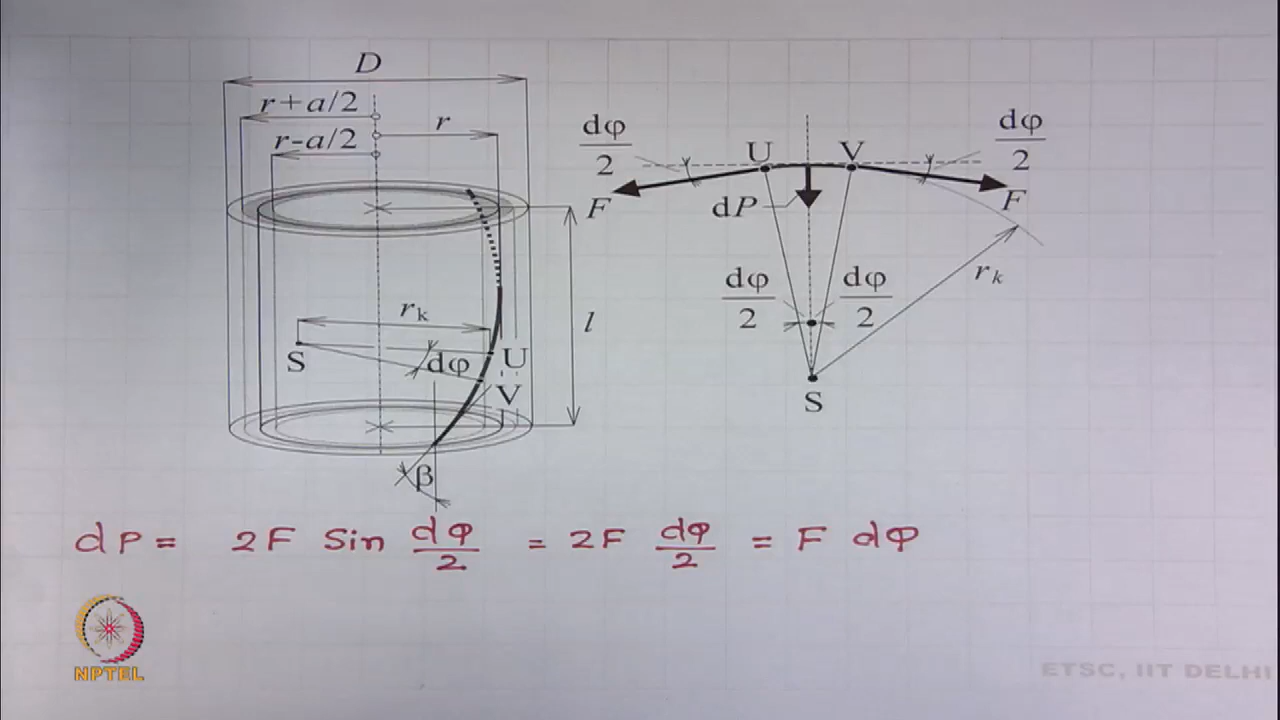 D
r+a/2
r
r-a/2
dφ/2
U V
dφ/2
F
dP
F
r_k
l
dφ/2 dφ/2
r_k
S
dφ
U
V
S
β
dP = 2F Sin dφ/2 = 2F dφ/2 = F dφ
NPTEL
ETSC, IIT DELHI